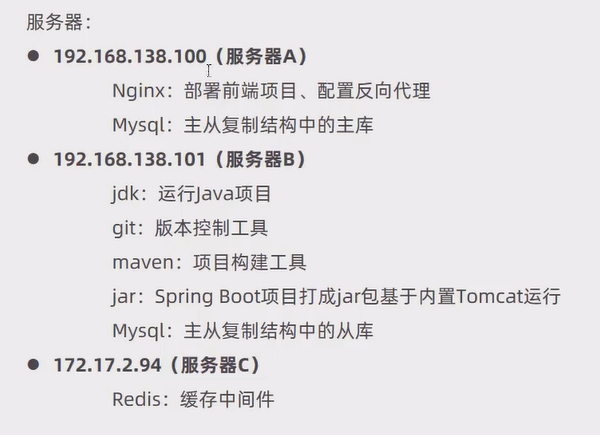 服务器：
192.168.138.100（服务器A）
Nginx：部署前端项目、配置反向代理
Mysql：主从复制结构中的主库
192.168.138.101（服务器B）
jdk：运行Java项目
git：版本控制工具
maven：项目构建工具
jar：Spring Boot项目打成jar包基于内置Tomcat运行
Mysql：主从复制结构中的从库
172.17.2.94（服务器C）
Redis：缓存中间件